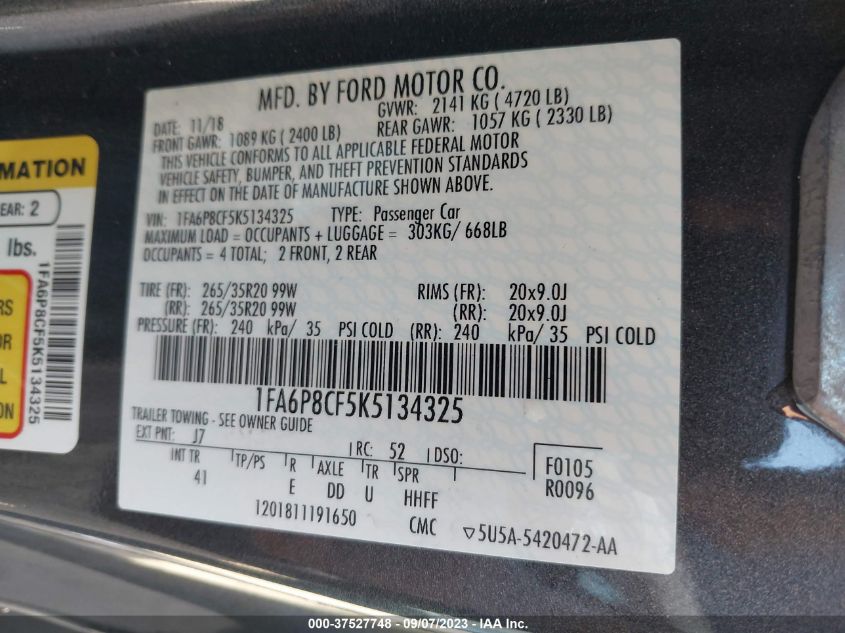 MFD. BY FORD MOTOR CO.
DATE: 11/18
GVWR: 2141 KG ( 4720 LB)
FRONT GAWR: 1089 KG ( 2400 LB)
REAR GAWR: 1057 KG ( 2330 LB)
THIS VEHICLE CONFORMS TO ALL APPLICABLE FEDERAL MOTOR
VEHICLE SAFETY, BUMPER, AND THEFT PREVENTION STANDARDS
IN EFFECT ON THE DATE OF MANUFACTURE SHOWN ABOVE.
VIN: 1FA6P8CF5K5134325 TYPE: Passenger Car
MAXIMUM LOAD = OCCUPANTS + LUGGAGE = 303KG/ 668LB
OCCUPANTS = 4 TOTAL; 2 FRONT, 2 REAR
TIRE (FR): 265/35R20 99W RIMS (FR): 20x9.0J
(RR): 265/35R20 99W (RR): 20x9.0J
PRESSURE (FR): 240 kPa/ 35 PSI COLD (RR): 240 kPa/ 35 PSI COLD
1FA6P8CF5K5134325
TRAILER TOWING - SEE OWNER GUIDE
EXT PNT: J7 RC: 52 DSO:
INT TR TP/PS R AXLE TR SPR
41 E DD U HHFF
F0105
R0096
1201811191650 CMC ▽5U5A-5420472-AA
MATION
EAR: 2
lbs.
1FA6P8CF5K5134325
RS
OR
L
ON
000-37527748 - 09/07/2023 - IAA Inc.